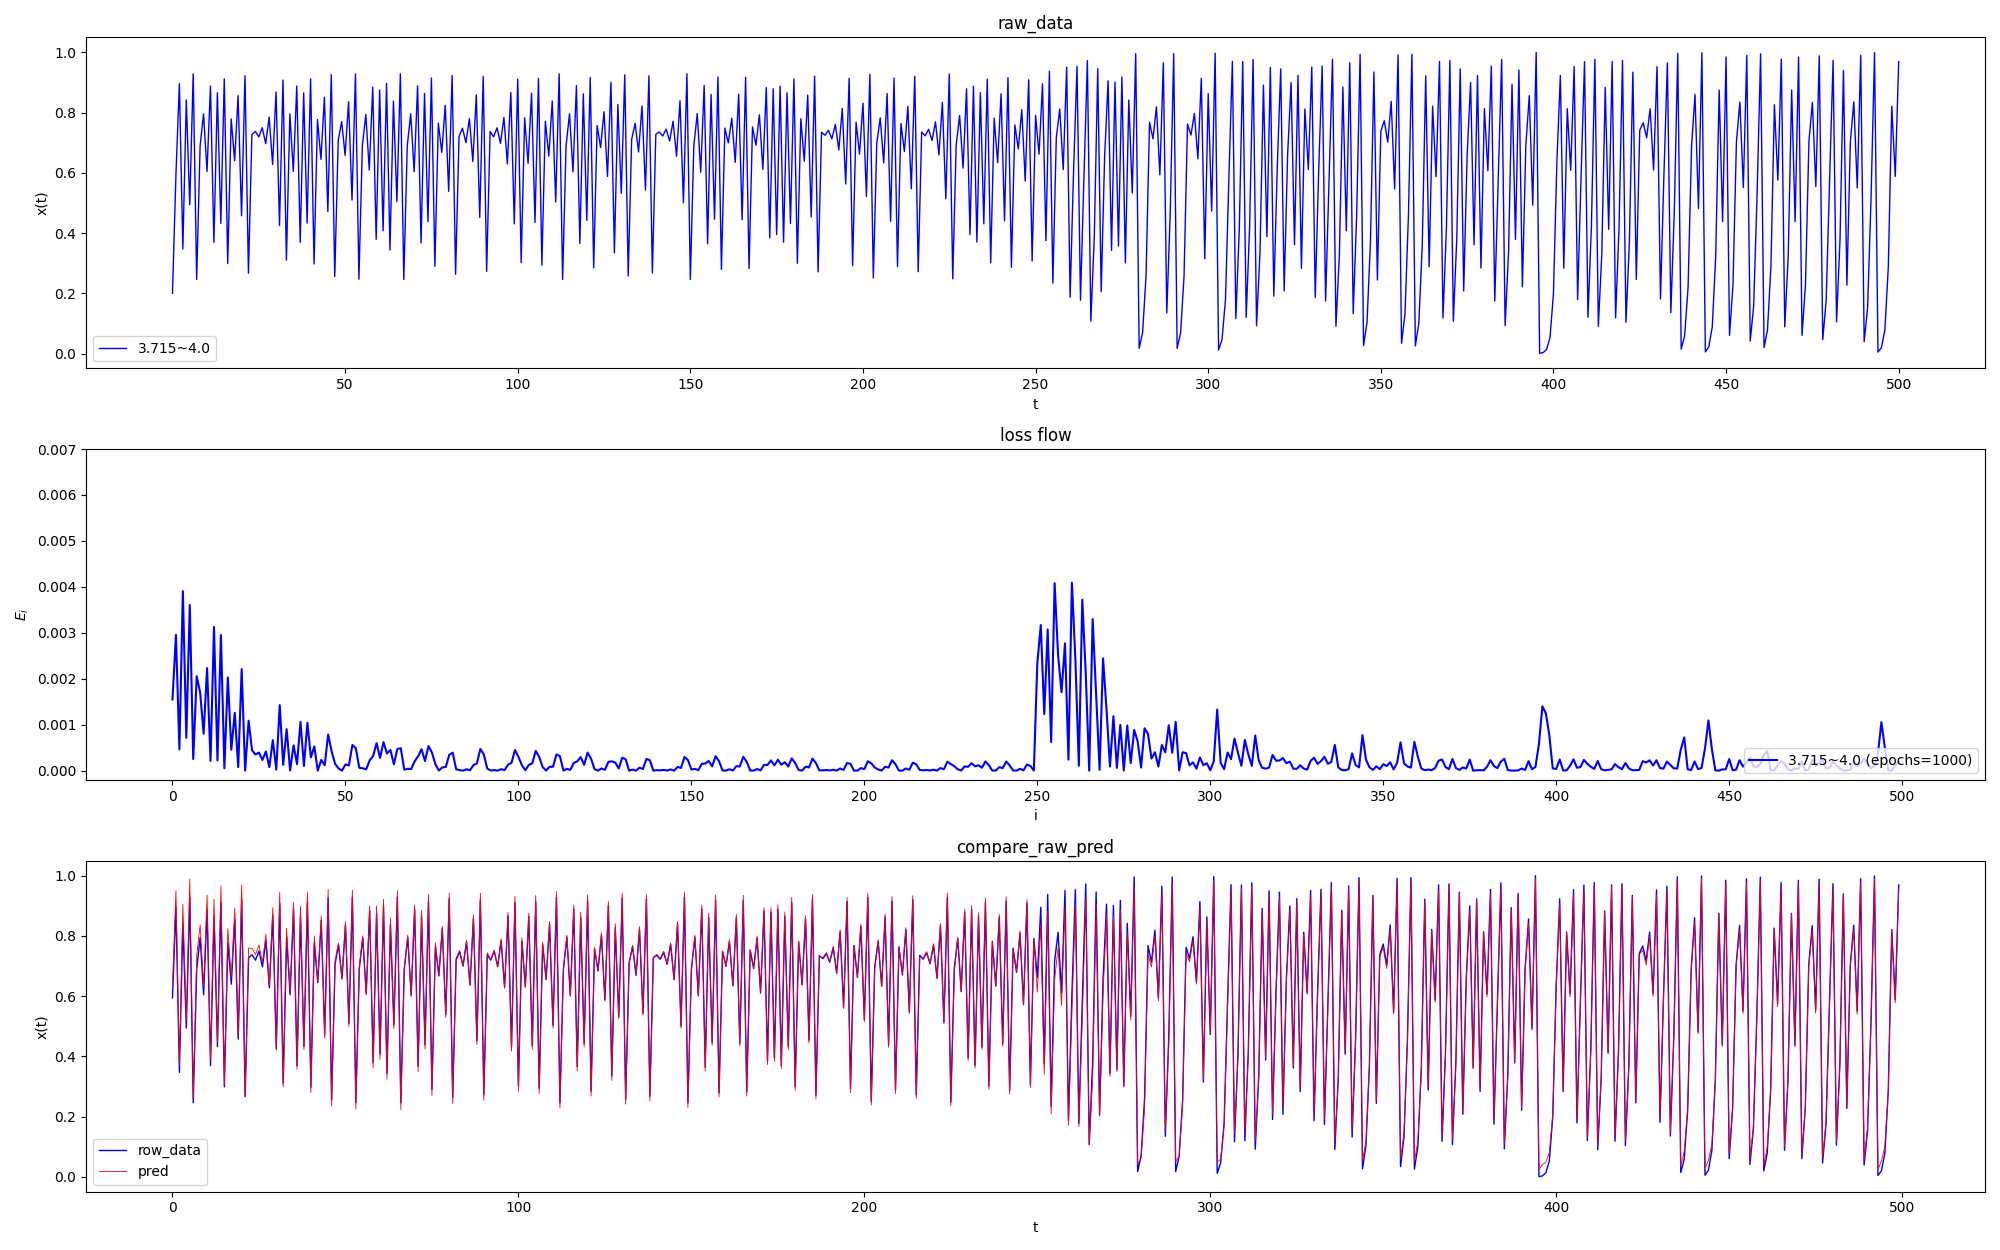 raw_data
1.0
0.8
0.6
0.4
0.2
0.0
x(t)
3.715~4.0
50 100 150 200 250 300 350 400 450 500
t
loss flow
0.007
0.006
0.005
0.004
0.003
0.002
0.001
0.000
E_i
3.715~4.0 (epochs=1000)
0 50 100 150 200 250 300 350 400 450 500
i
compare_raw_pred
1.0
0.8
0.6
0.4
0.2
0.0
x(t)
row_data
pred
0 100 200 300 400 500
t